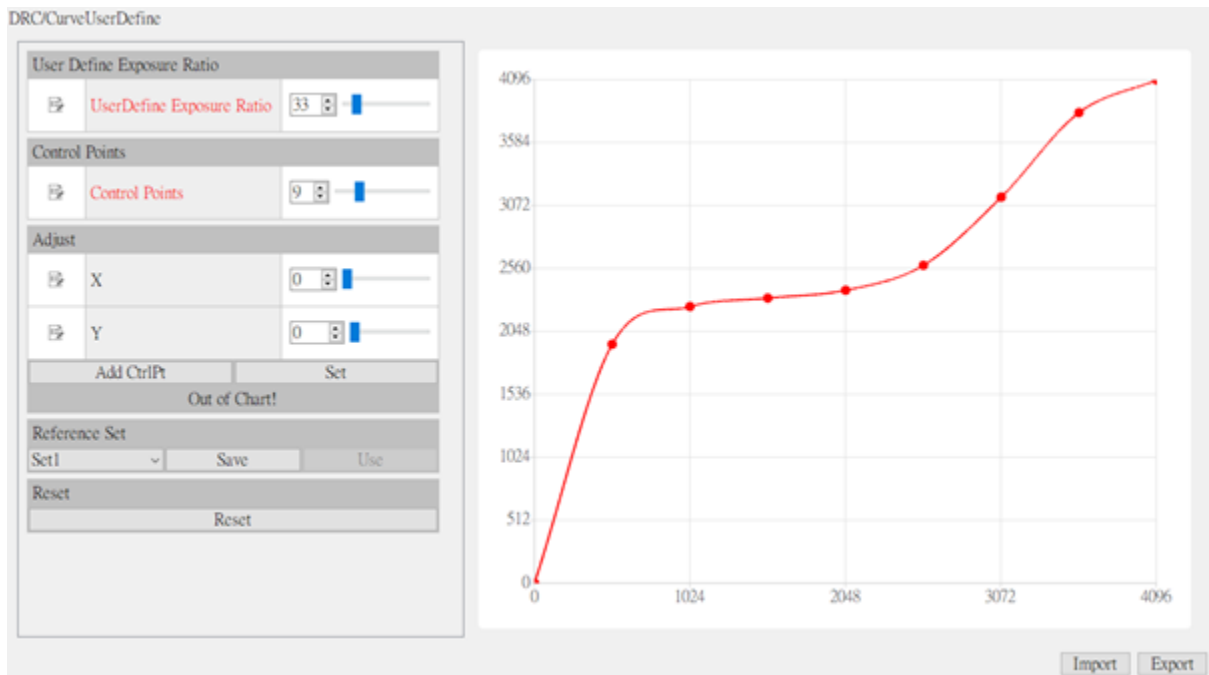 DRC/CurveUserDefine
User Define Exposure Ratio
UserDefine Exposure Ratio 33
Control Points
Control Points 9
Adjust
X 0
Y 0
Add CtrlPt Set
Out of Chart!
Reference Set
Set1 Save Use
Reset
Reset
4096
3584
3072
2560
2048
1536
1024
512
0
0 1024 2048 3072 4096
Import Export